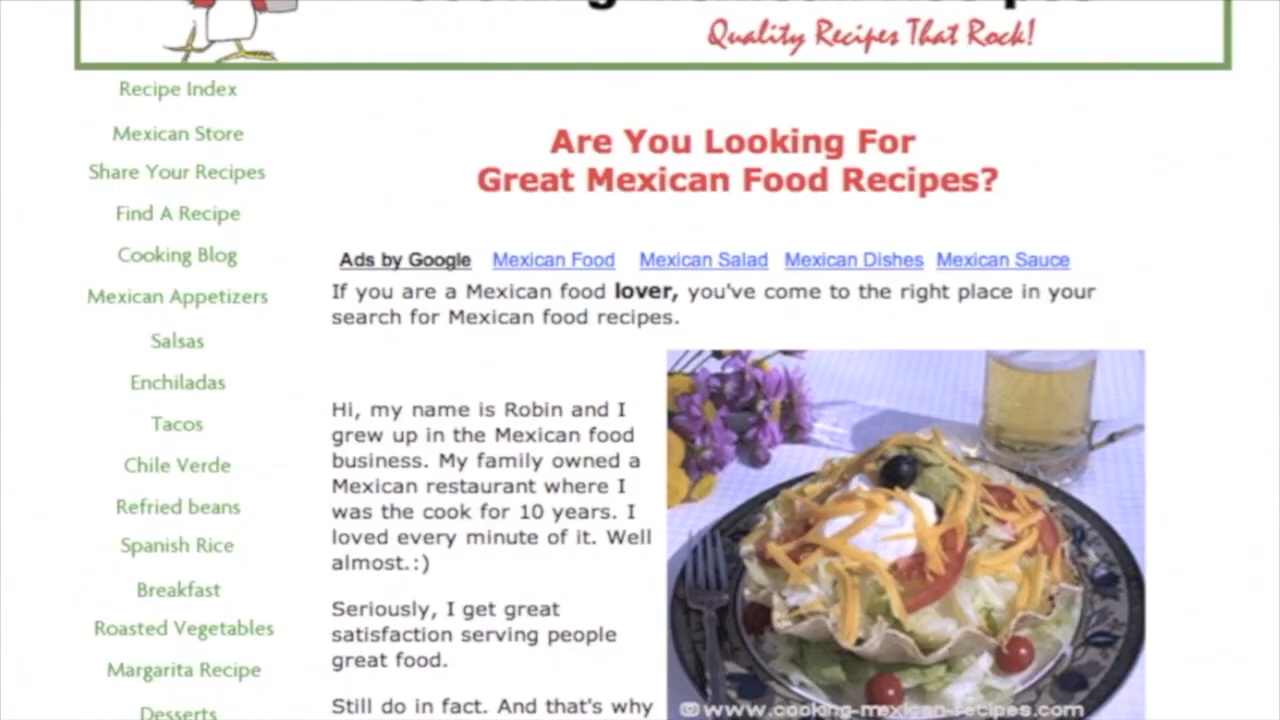 Quality Recipes That Rock!
Recipe Index
Mexican Store
Share Your Recipes
Find A Recipe
Cooking Blog
Mexican Appetizers
Salsas
Enchiladas
Tacos
Chile Verde
Refried beans
Spanish Rice
Breakfast
Roasted Vegetables
Margarita Recipe
Desserts
Are You Looking For
Great Mexican Food Recipes?
Ads by Google Mexican Food Mexican Salad Mexican Dishes Mexican Sauce
If you are a Mexican food lover, you've come to the right place in your
search for Mexican food recipes.
Hi, my name is Robin and I
grew up in the Mexican food
business. My family owned a
Mexican restaurant where I
was the cook for 10 years. I
loved every minute of it. Well
almost.:)
Seriously, I get great
satisfaction serving people
great food.
Still do in fact. And that's why
©www.cooking-mexican-recipes.com